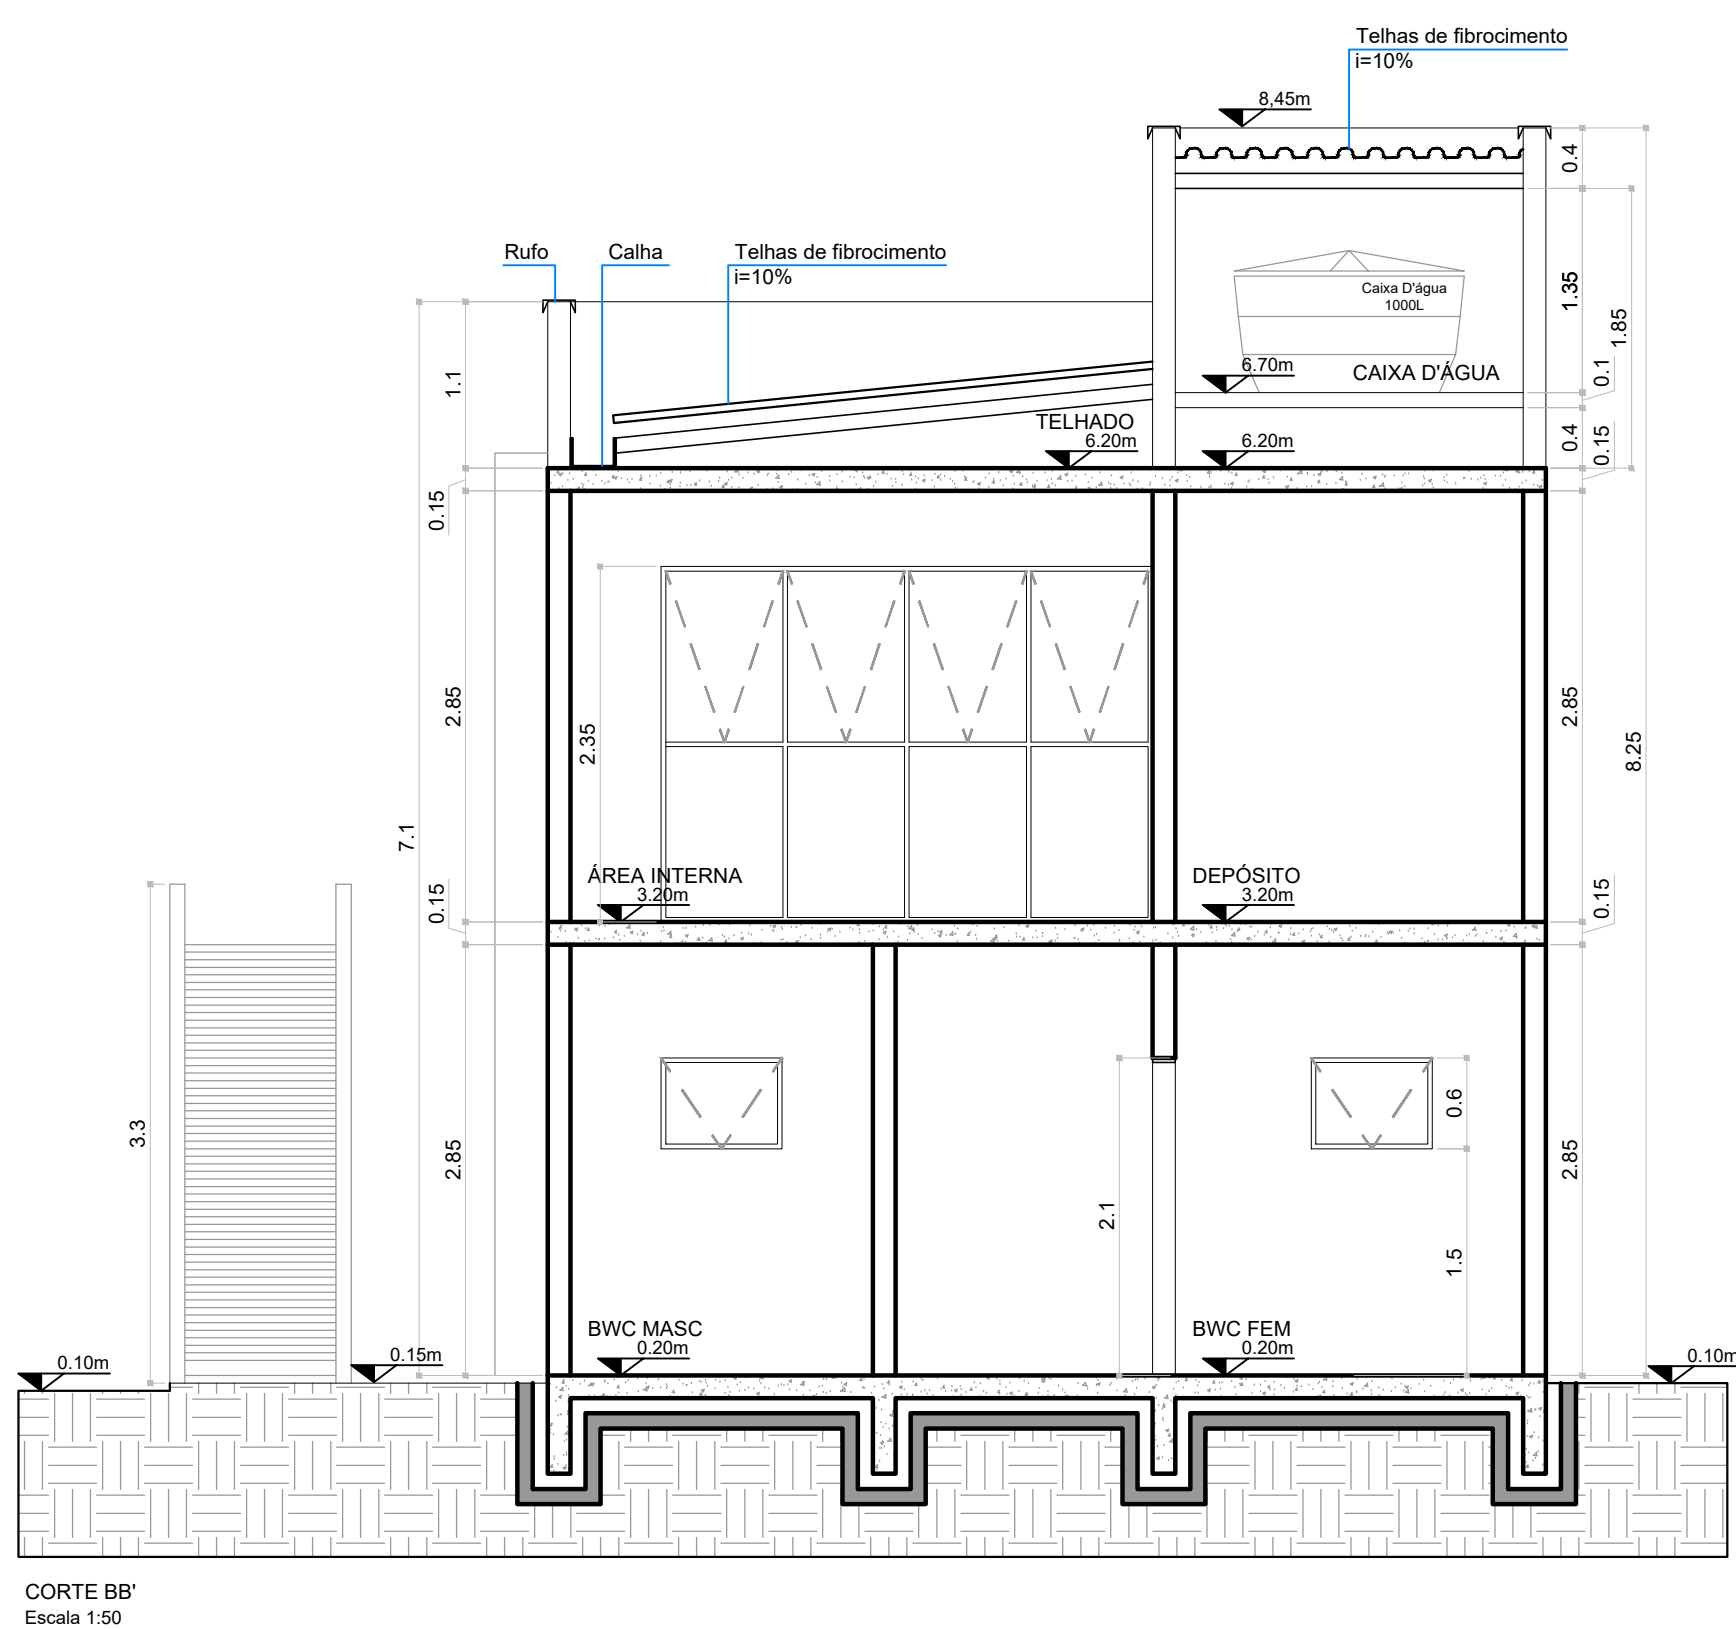 Telhas de fibrocimento
i=10%
8,45m
0.4
Rufo
Calha
Telhas de fibrocimento
i=10%
Caixa D'água
1000L
1.35
1.85
1.1
6.70m
CAIXA D'ÁGUA
0.1
TELHADO
6.20m
6.20m
0.4
0.15
0.15
2.85
2.35
2.85
8.25
7.1
ÁREA INTERNA
3.20m
DEPÓSITO
3.20m
0.15
0.15
3.3
2.85
0.6
2.85
2.1
1.5
BWC MASC
0.20m
BWC FEM
0.20m
0.10m
0.15m
0.10m
CORTE BB'
Escala 1:50